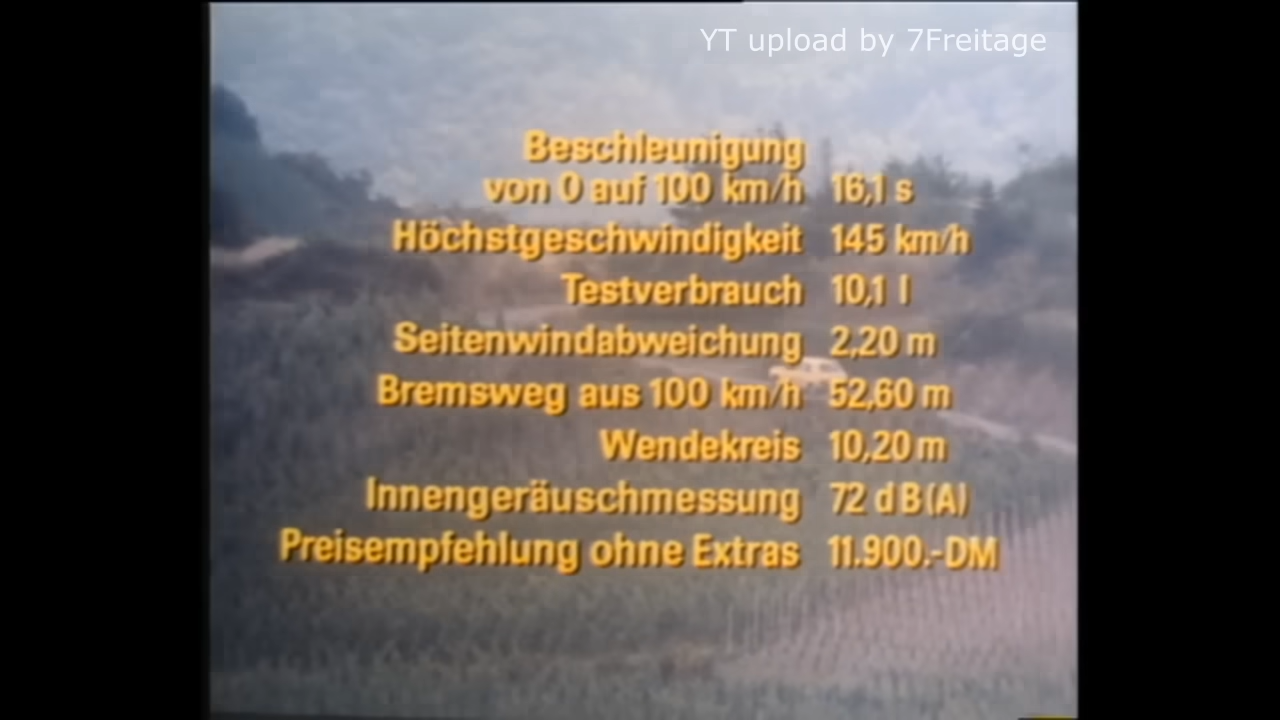 YT upload by 7Freitage
Beschleunigung
von 0 auf 100 km/h 16,1 s
Höchstgeschwindigkeit 145 km/h
Testverbrauch 10,1 l
Seitenwindabweichung 2,20 m
Bremsweg aus 100 km/h 52,60 m
Wendekreis 10,20 m
Innengeräuschmessung 72 dB(A)
Preisempfehlung ohne Extras 11.900.-DM